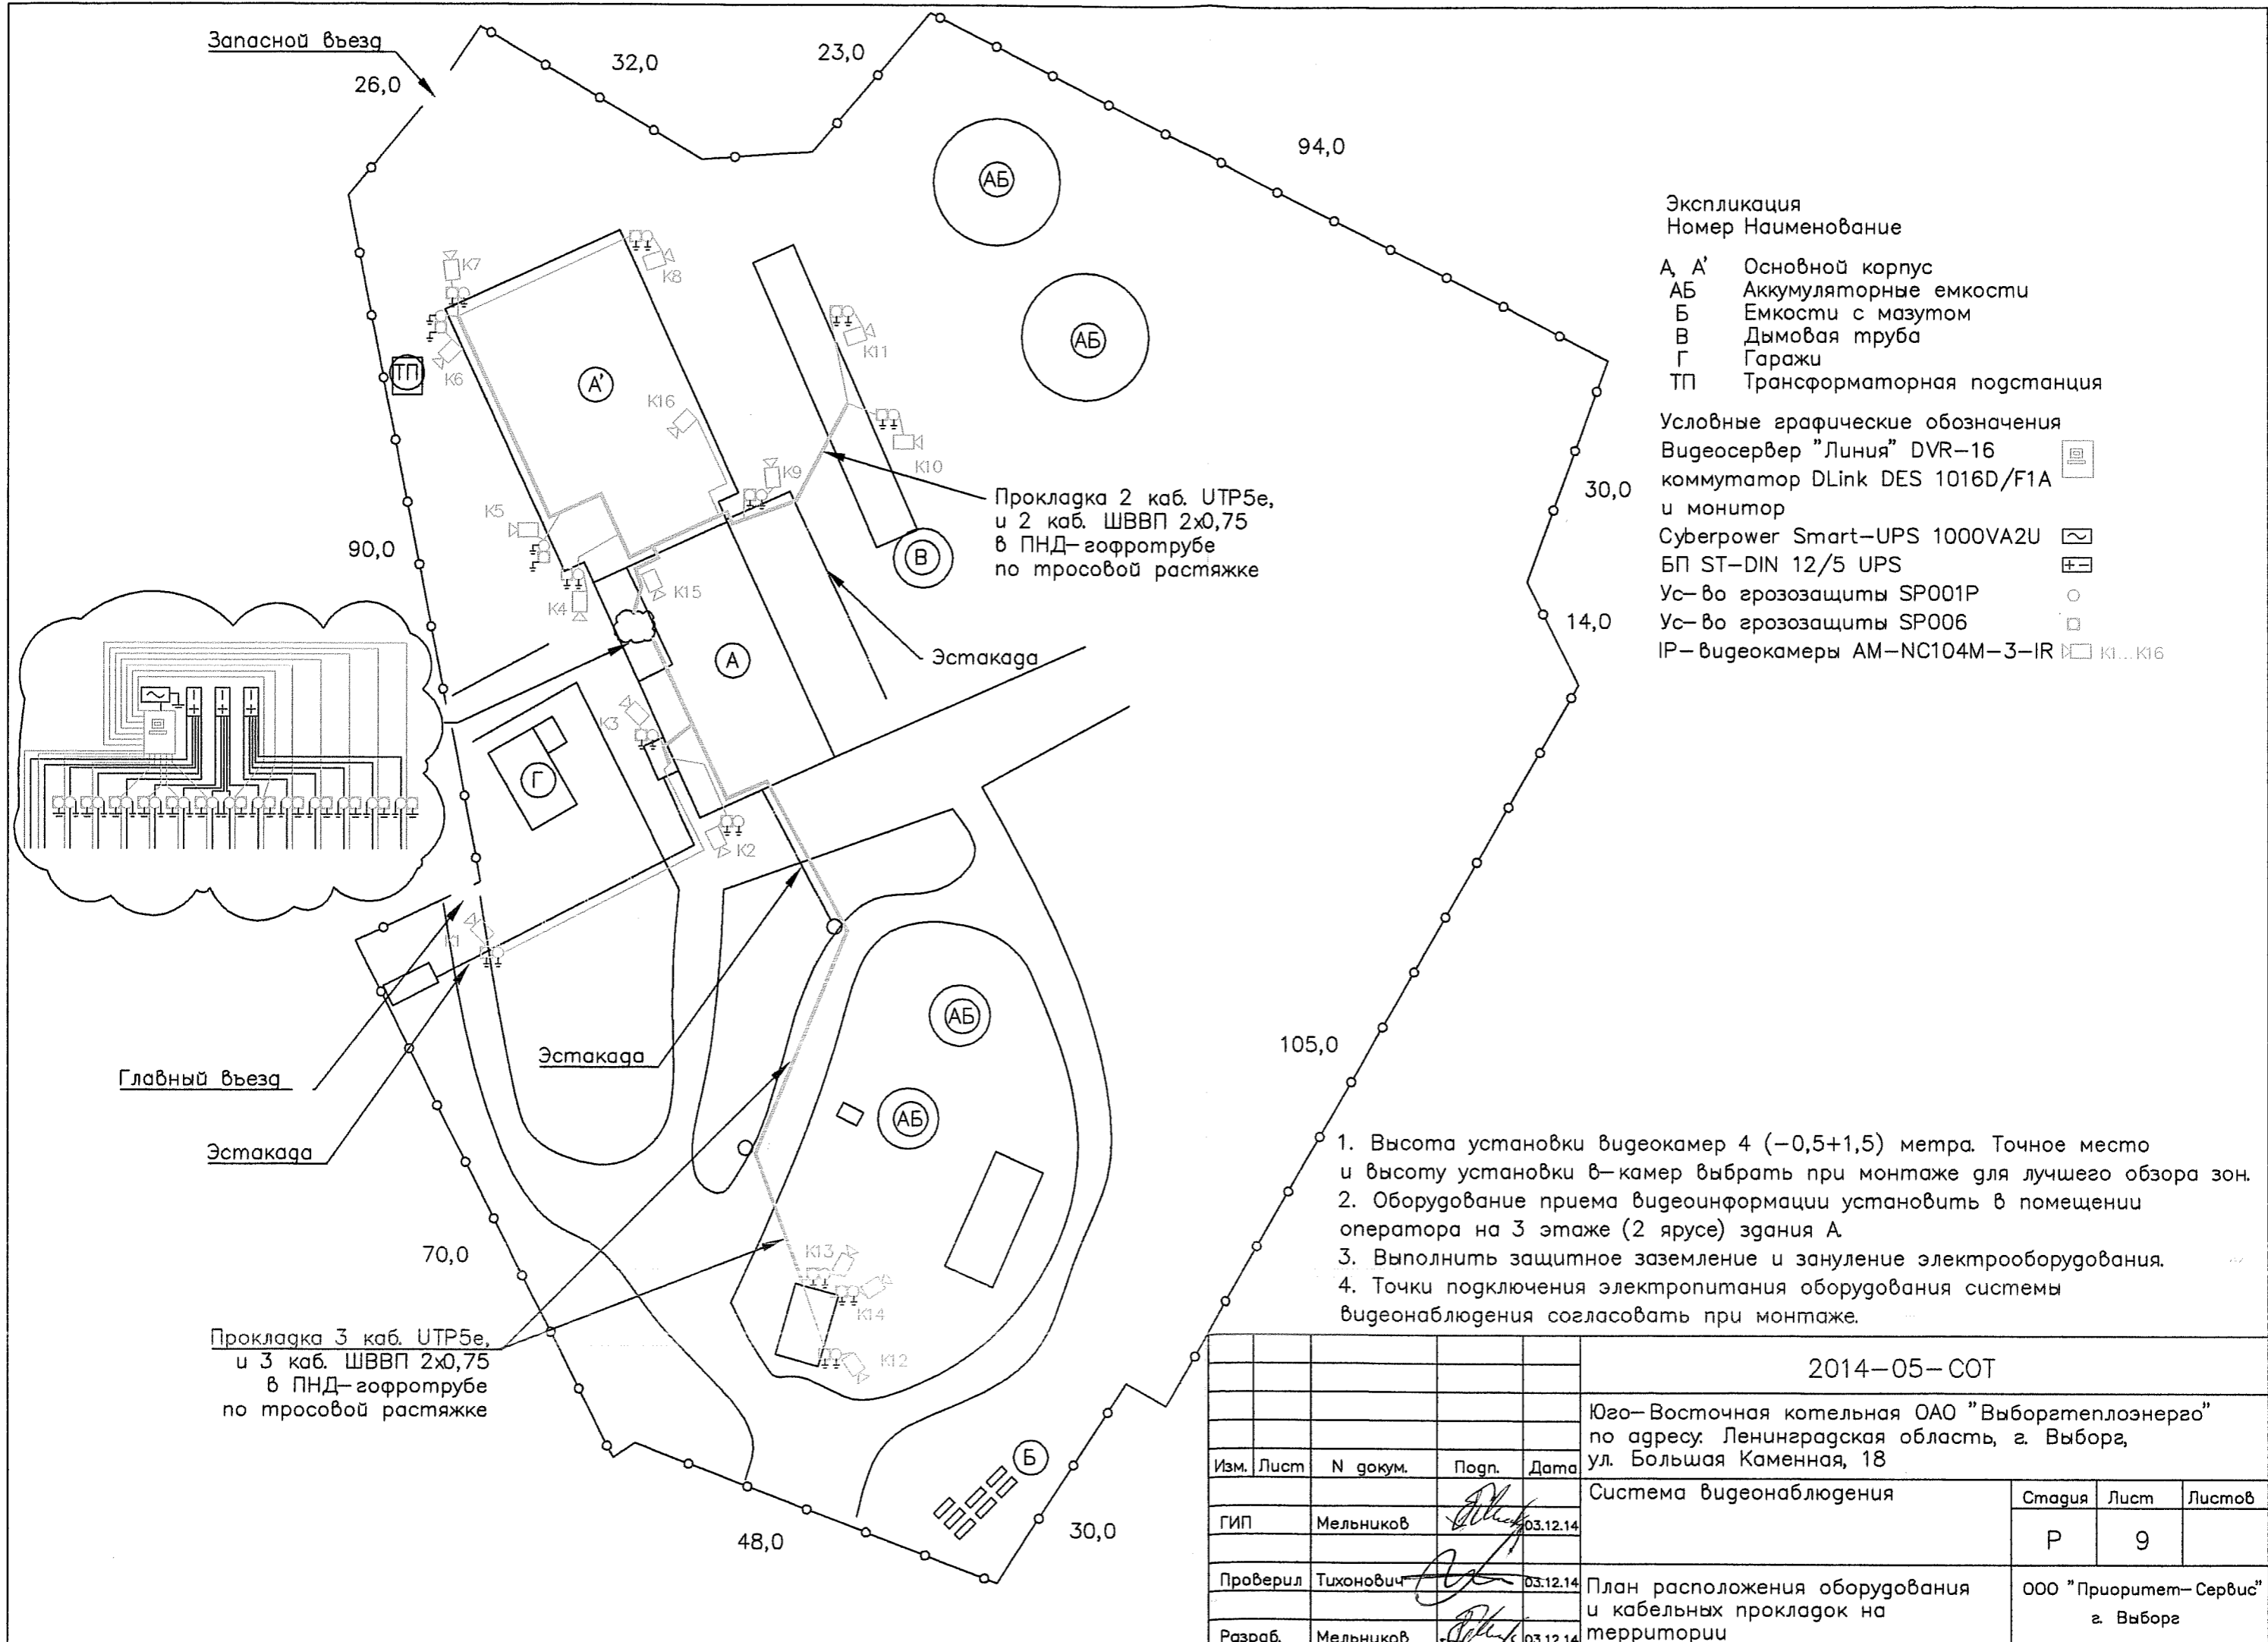 Запасной въезд
26,0
32,0
23,0
94,0
АБ
АБ
К7
К8
К6
ТП
А'
К16
К11
К10
К9
К5
К4
К15
90,0
30,0
14,0
В
Прокладка 2 каб. UTP5e,
и 2 каб. ШВВП 2х0,75
в ПНД-гофротрубе
по тросовой растяжке
Эстакада
А
К3
Г
К2
К1
Экспликация
Номер Наименование
А, А' Основной корпус
АБ Аккумуляторные емкости
Б Емкости с мазутом
В Дымовая труба
Г Гаражи
ТП Трансформаторная подстанция
Условные графические обозначения
Видеосервер "Линия" DVR-16
коммутатор DLink DES 1016D/F1A
и монитор
Cyberpower Smart-UPS 1000VA2U
БП ST-DIN 12/5 UPS
Ус-во грозозащиты SP001P
Ус-во грозозащиты SP006
IP-видеокамеры AM-NC104M-3-IR К1...К16
Главный въезд
Эстакада
Эстакада
АБ
АБ
105,0
70,0
К13
К14
К12
Прокладка 3 каб. UTP5e,
и 3 каб. ШВВП 2х0,75
в ПНД-гофротрубе
по тросовой растяжке
Б
48,0
30,0
1. Высота установки видеокамер 4 (-0,5+1,5) метра. Точное место
и высоту установки в-камер выбрать при монтаже для лучшего обзора зон.
2. Оборудование приема видеоинформации установить в помещении
оператора на 3 этаже (2 ярусе) здания А.
3. Выполнить защитное заземление и зануление электрооборудования.
4. Точки подключения электропитания оборудования системы
видеонаблюдения согласовать при монтаже.
2014-05-СОТ
Юго-Восточная котельная ОАО "Выборгтеплоэнерго"
по адресу: Ленинградская область, г. Выборг,
ул. Большая Каменная, 18
Изм. Лист N докум. Подп. Дата
Система видеонаблюдения
Стадия Лист Листов
Р 9
ГИП Мельников 03.12.14
Проверил Тихонович 03.12.14
Разраб. Мельников 03.12.14
План расположения оборудования
и кабельных прокладок на
территории
ООО "Приоритет-Сервис"
г. Выборг